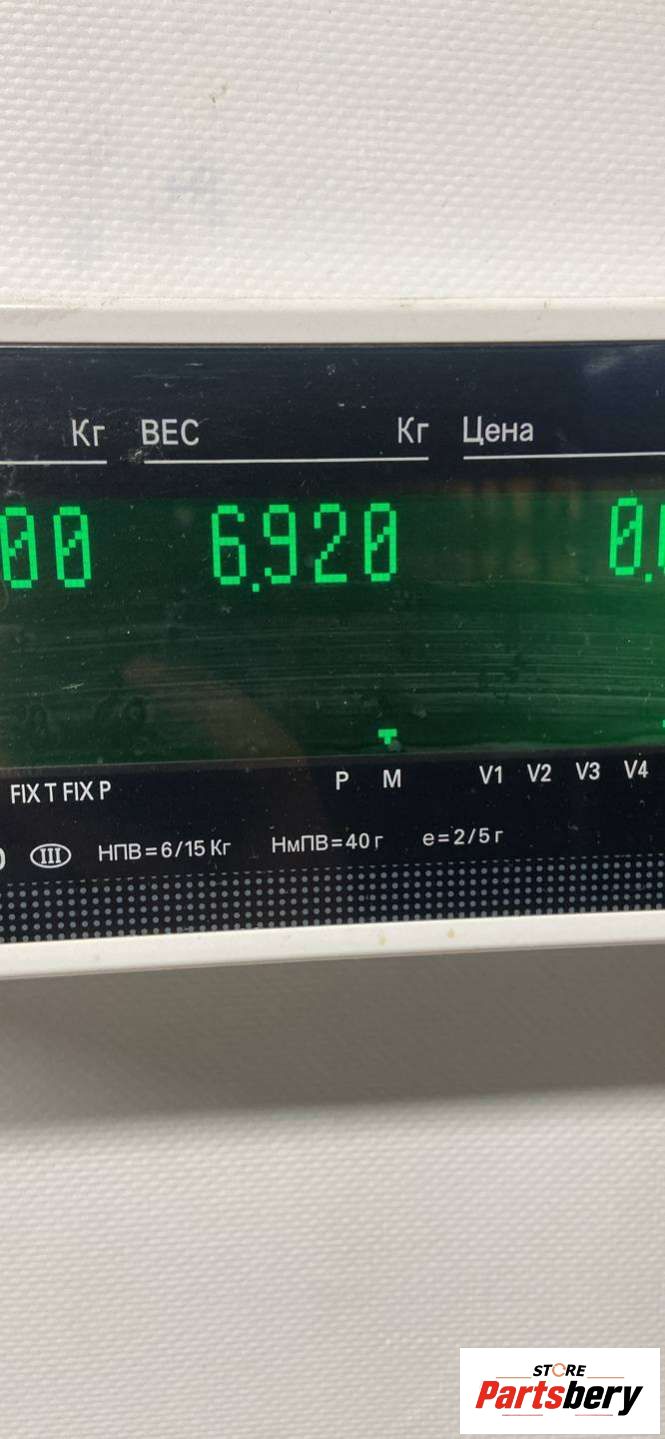 Кг ВЕС Кг Цена
00 6.920 0.
FIX T FIX P P M V1 V2 V3 V4
III НПВ=6/15 Кг НмПВ=40 г e=2/5 г
STORE
Partsbery